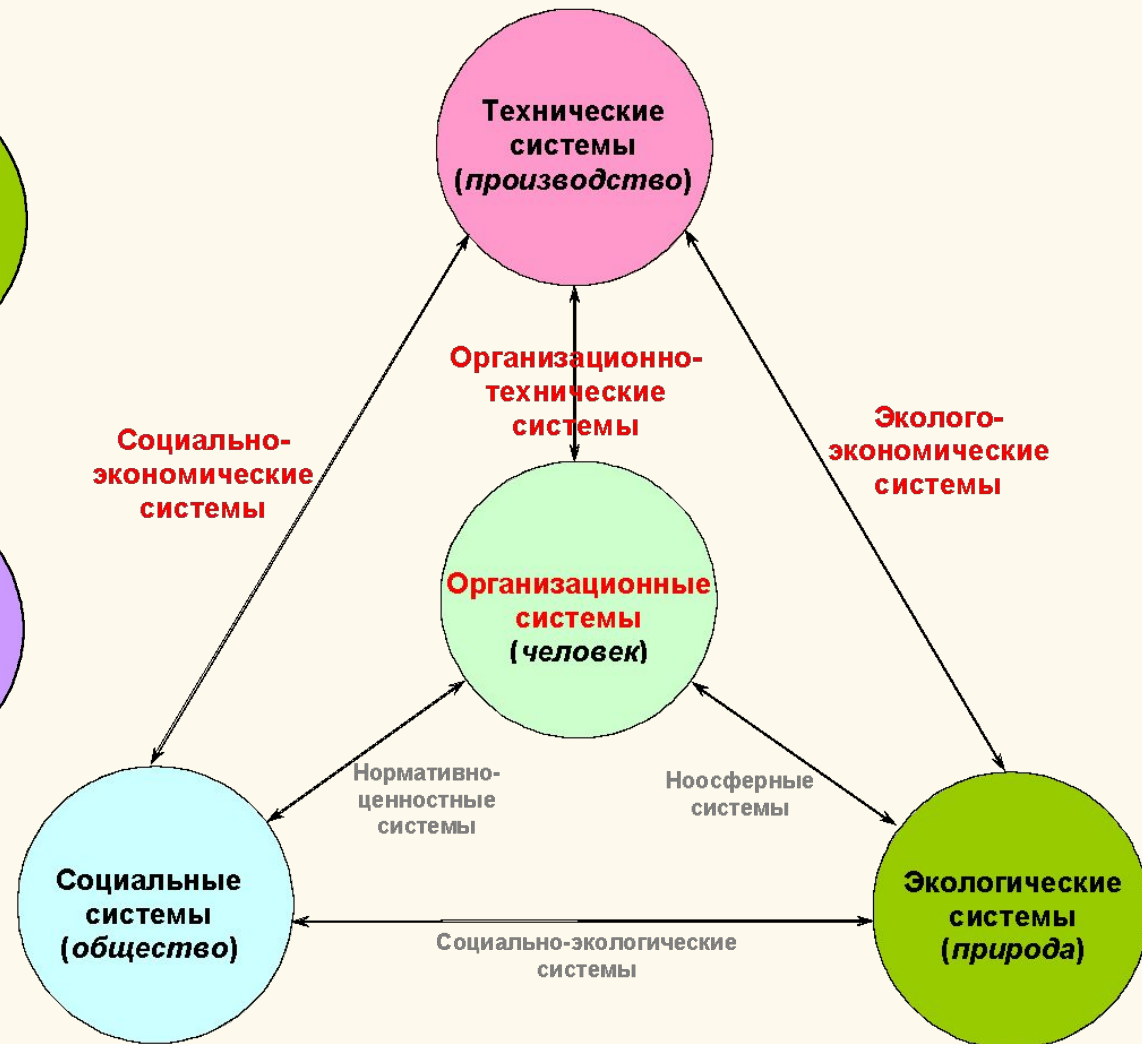 Технические
системы
(производство)
Организационно-
технические
системы
Социально-
экономические
системы
Эколого-
экономические
системы
Организационные
системы
(человек)
Нормативно-
ценностные
системы
Ноосферные
системы
Социальные
системы
(общество)
Экологические
системы
(природа)
Социально-экологические
системы